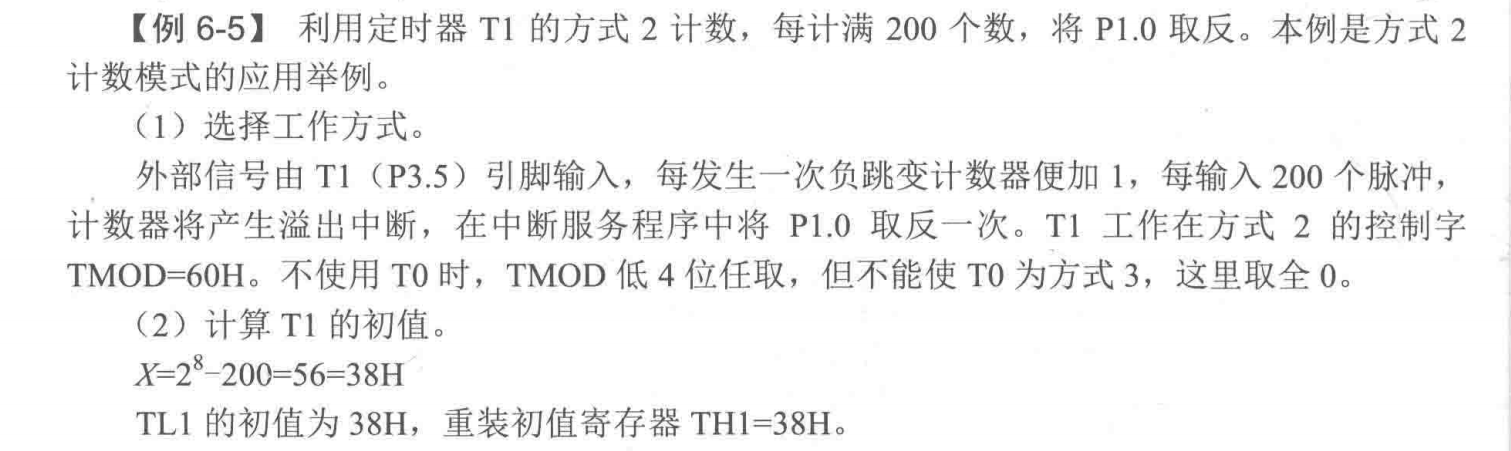 【例 6-5】 利用定时器 T1 的方式 2 计数，每计满 200 个数，将 P1.0 取反。本例是方式 2
计数模式的应用举例。
（1）选择工作方式。
外部信号由 T1（P3.5）引脚输入，每发生一次负跳变计数器便加 1，每输入 200 个脉冲，
计数器将产生溢出中断，在中断服务程序中将 P1.0 取反一次。T1 工作在方式 2 的控制字
TMOD=60H。不使用 T0 时，TMOD 低 4 位任取，但不能使 T0 为方式 3，这里取全 0。
（2）计算 T1 的初值。
X=2⁸−200=56=38H
TL1 的初值为 38H，重装初值寄存器 TH1=38H。